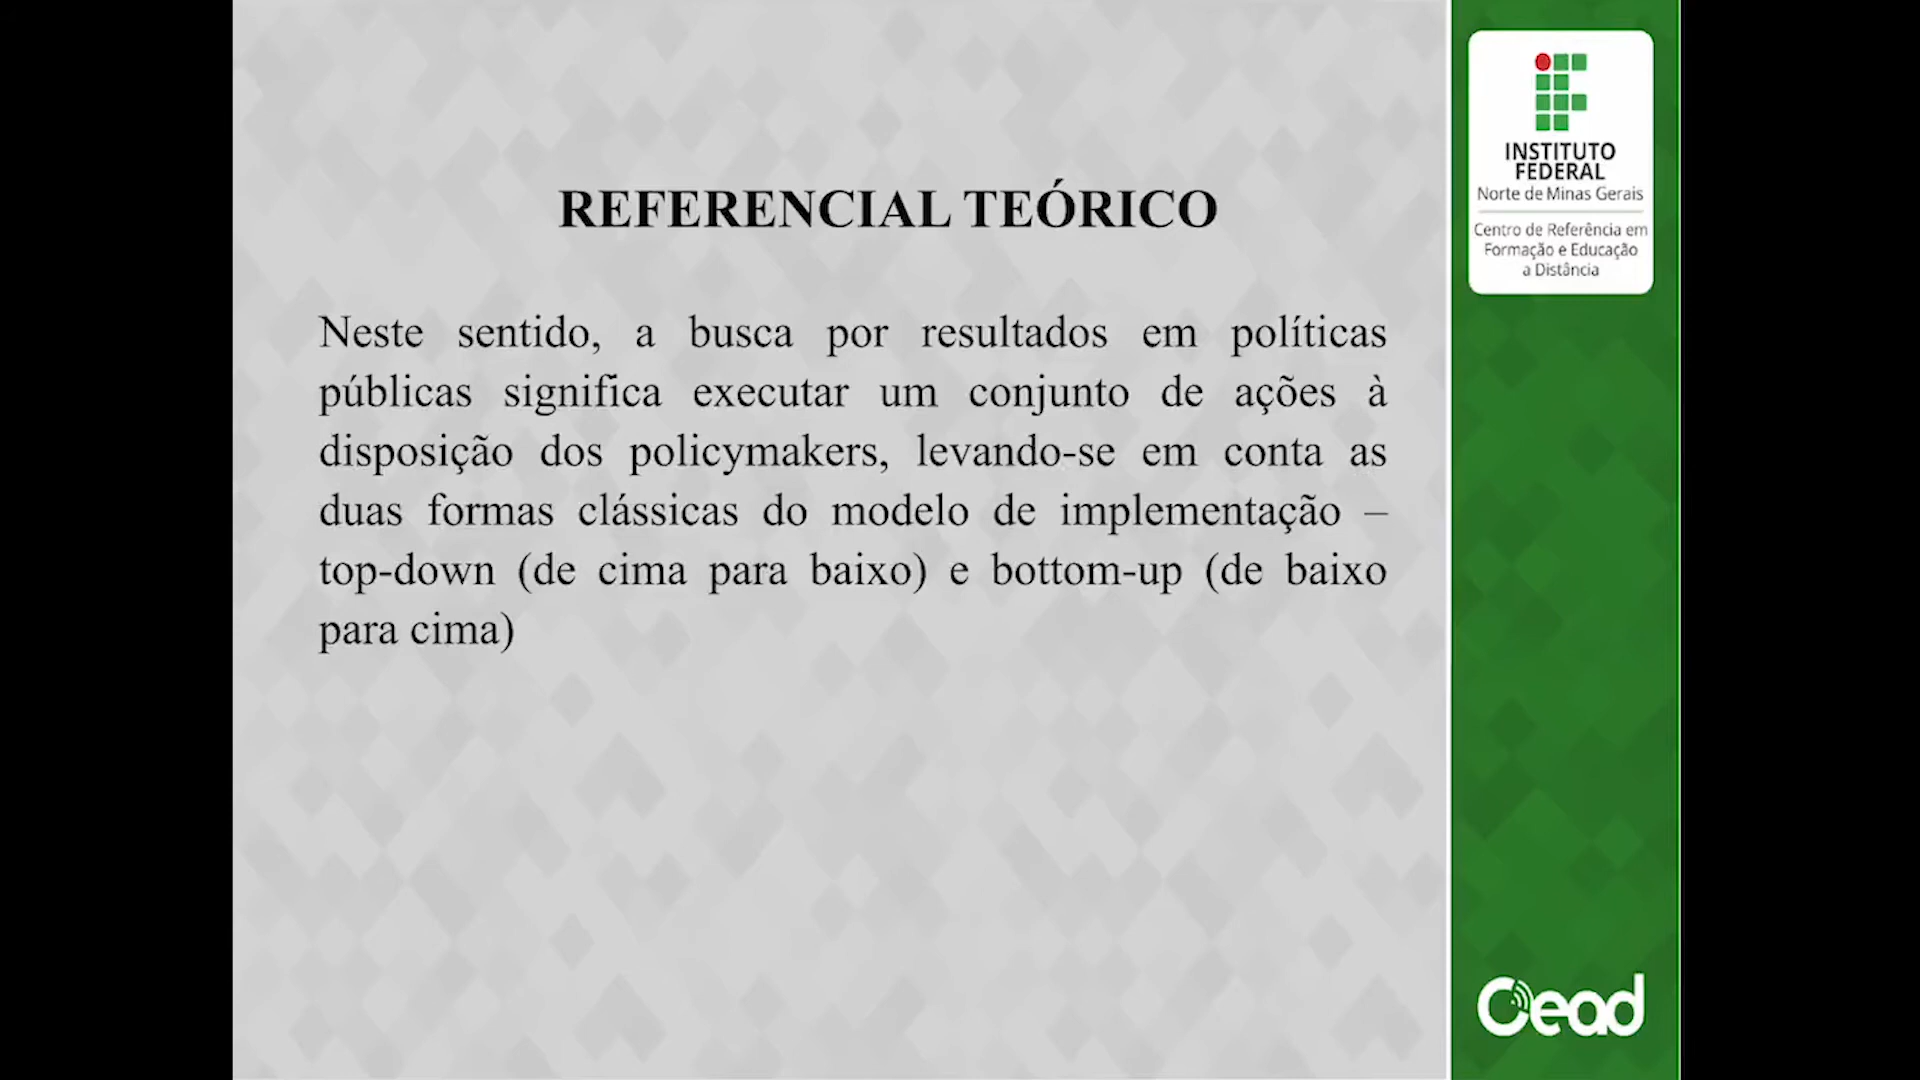 REFERENCIAL TEÓRICO
Neste sentido, a busca por resultados em políticas
públicas significa executar um conjunto de ações à
disposição dos policymakers, levando-se em conta as
duas formas clássicas do modelo de implementação –
top-down (de cima para baixo) e bottom-up (de baixo
para cima)
INSTITUTO
FEDERAL
Norte de Minas Gerais
Centro de Referência em
Formação e Educação
a Distância
Cead